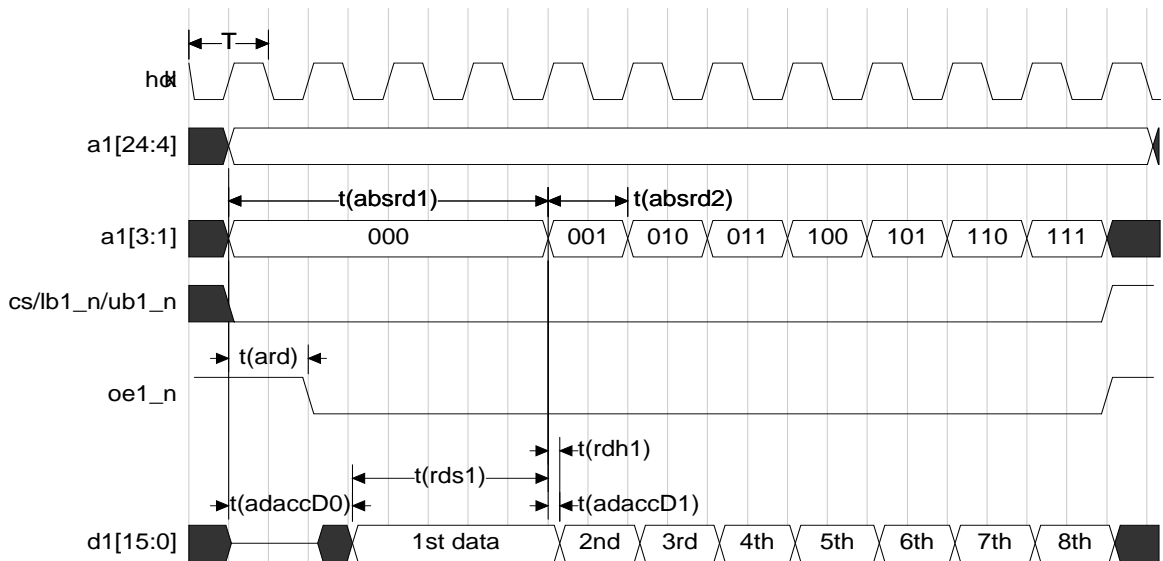 T
a1[24:4]
t(absrd1) t(absrd2)
a1[3:1] 000 001 010 011 100 101 110 111
cs/lb1_n/ub1_n
t(ard)
oe1_n
t(rdh1)
t(rds1)
t(adaccD0) t(adaccD1)
d1[15:0] 1st data 2nd 3rd 4th 5th 6th 7th 8th